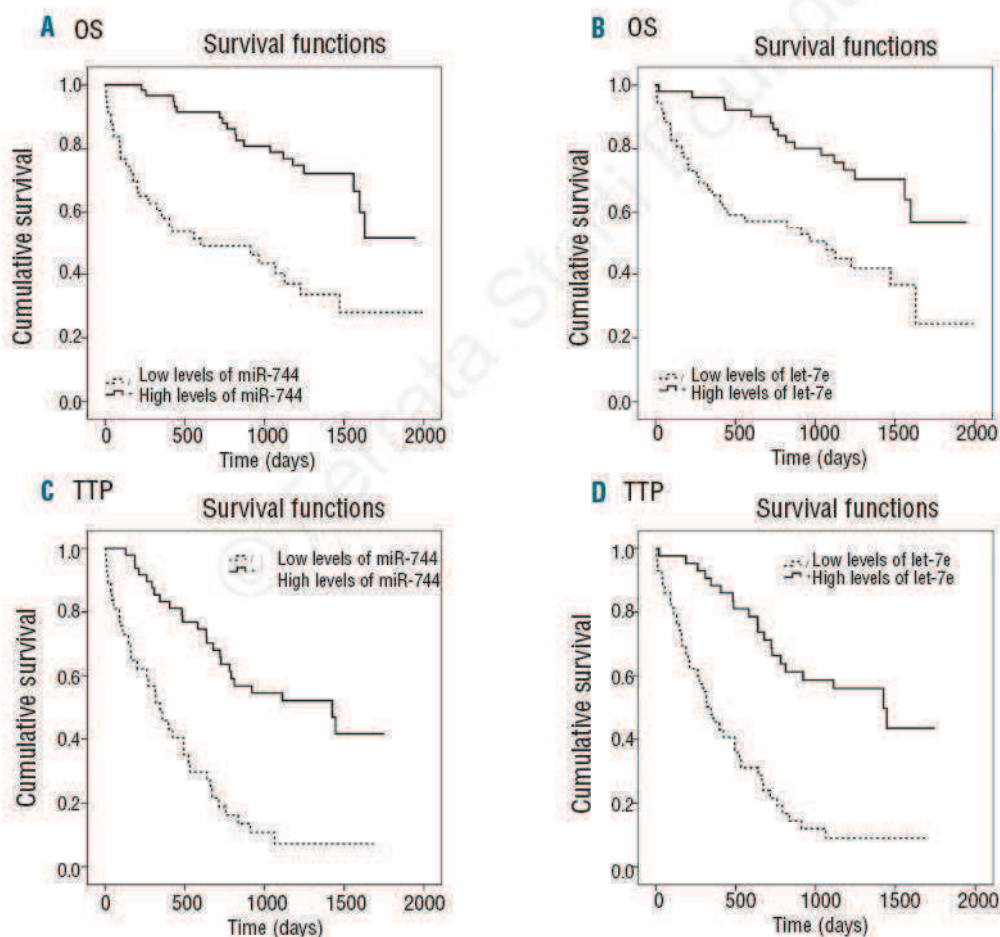 A OS
Survival functions
Cumulative survival
1.0
0.8
0.6
0.4
0.2
0.0
Low levels of miR-744
High levels of miR-744
0 500 1000 1500 2000
Time (days)
B OS
Survival functions
Cumulative survival
1.0
0.8
0.6
0.4
0.2
0.0
Low levels of let-7e
High levels of let-7e
0 500 1000 1500 2000
Time (days)
C TTP
Survival functions
Cumulative survival
1.0
0.8
0.6
0.4
0.2
0.0
Low levels of miR-744
High levels of miR-744
0 500 1000 1500 2000
Time (days)
D TTP
Survival functions
Cumulative survival
1.0
0.8
0.6
0.4
0.2
0.0
Low levels of let-7e
High levels of let-7e
0 500 1000 1500 2000
Time (days)